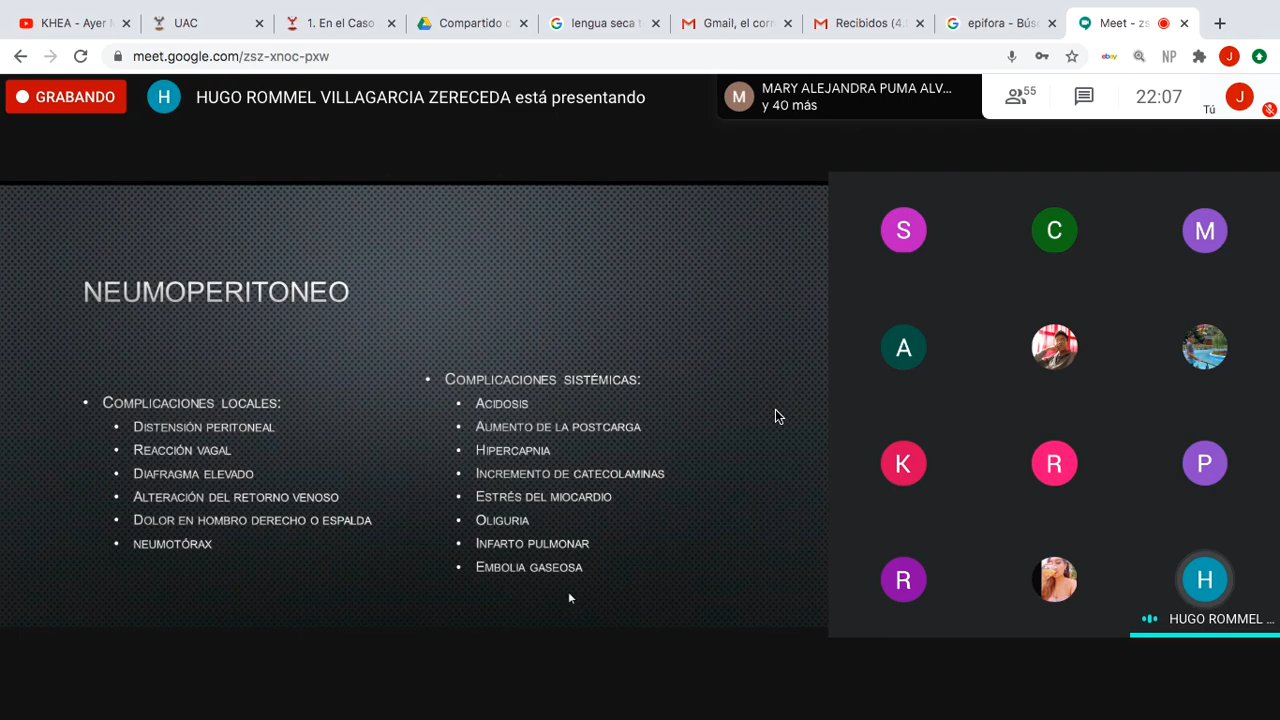 KHEA - Ayer M
UAC
1. En el Caso
Compartido c
lengua seca t
Gmail, el corr
Recibidos (4.
epifora - Bús
Meet - zs
meet.google.com/zsz-xnoc-pxw
NP
J
GRABANDO
H
HUGO ROMMEL VILLAGARCIA ZERECEDA está presentando
M
MARY ALEJANDRA PUMA ALV...
y 40 más
55
22:07
Tú
J
NEUMOPERITONEO
• COMPLICACIONES LOCALES:
• DISTENSIÓN PERITONEAL
• REACCIÓN VAGAL
• DIAFRAGMA ELEVADO
• ALTERACIÓN DEL RETORNO VENOSO
• DOLOR EN HOMBRO DERECHO O ESPALDA
• NEUMOTÓRAX
• COMPLICACIONES SISTÉMICAS:
• ACIDOSIS
• AUMENTO DE LA POSTCARGA
• HIPERCAPNIA
• INCREMENTO DE CATECOLAMINAS
• ESTRÉS DEL MIOCARDIO
• OLIGURIA
• INFARTO PULMONAR
• EMBOLIA GASEOSA
S
C
M
A
K
R
P
R
H
HUGO ROMMEL ...